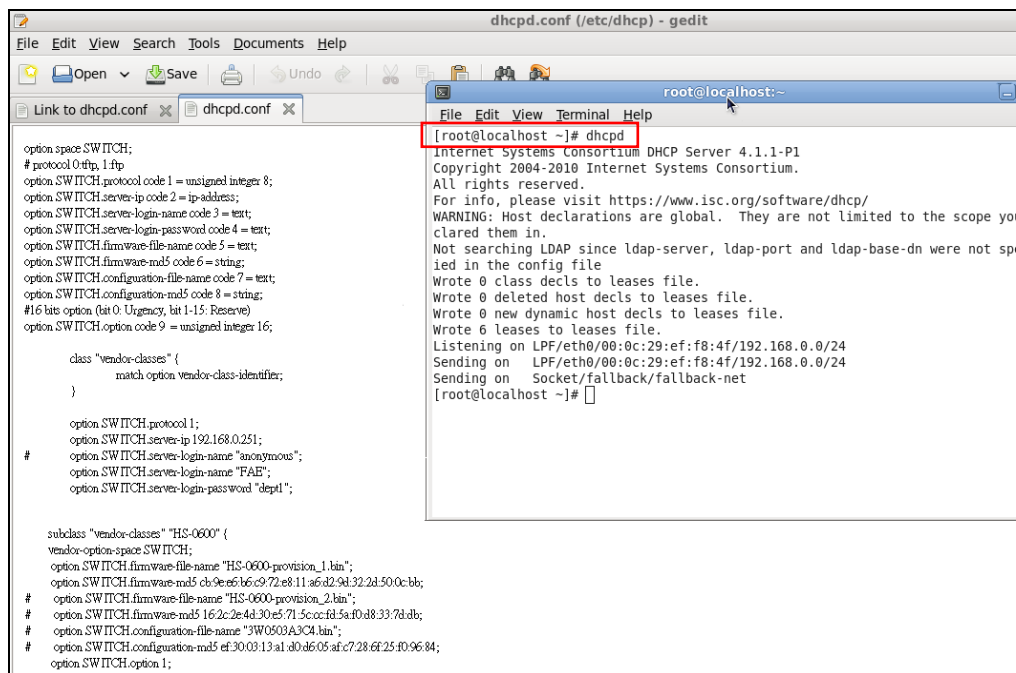 dhcpd.conf (/etc/dhcp) - gedit
File Edit View Search Tools Documents Help
Open Save Undo
Link to dhcpd.conf dhcpd.conf
option space SWITCH;
# protocol 0:tftp, 1:ftp
option SWITCH.protocol code 1 = unsigned integer 8;
option SWITCH.server-ip code 2 = ip-address;
option SWITCH.server-login-name code 3 = text;
option SWITCH.server-login-password code 4 = text;
option SWITCH.firmware-file-name code 5 = text;
option SWITCH.firmware-md5 code 6 = string;
option SWITCH.configuration-file-name code 7 = text;
option SWITCH.configuration-md5 code 8 = string;
#16 bits option (bit 0: Urgency, bit 1-15: Reserve)
option SWITCH.option code 9 = unsigned integer 16;
class "vendor-classes" {
match option vendor-class-identifier;
}
option SWITCH.protocol 1;
option SWITCH.server-ip 192.168.0.251;
# option SWITCH.server-login-name "anonymous";
option SWITCH.server-login-name "FAE";
option SWITCH.server-login-password "dept1";
subclass "vendor-classes" "HS-0600" {
vendor-option-space SWITCH;
option SWITCH.firmware-file-name "HS-0600-provision_1.bin";
option SWITCH.firmware-md5 cb:9e:e6:b6:c9:72:e8:11:a6:d2:9d:32:2d:50:0c:bb;
# option SWITCH.firmware-file-name "HS-0600-provision_2.bin";
# option SWITCH.firmware-md5 16:2c:2e:4d:30:e5:71:5c:cc:fd:5a:f0:d8:33:7d:db;
# option SWITCH.configuration-file-name "3W0503A3C4.bin";
# option SWITCH.configuration-md5 ef:30:03:13:a1:d0:d6:05:af:c7:28:6f:25:f0:96:84;
option SWITCH.option 1;
root@localhost:~
File Edit View Terminal Help
[root@localhost ~]# dhcpd
Internet Systems Consortium DHCP Server 4.1.1-P1
Copyright 2004-2010 Internet Systems Consortium.
All rights reserved.
For info, please visit https://www.isc.org/software/dhcp/
WARNING: Host declarations are global.  They are not limited to the scope you
clared them in.
Not searching LDAP since ldap-server, ldap-port and ldap-base-dn were not spe
ied in the config file
Wrote 0 class decls to leases file.
Wrote 0 deleted host decls to leases file.
Wrote 0 new dynamic host decls to leases file.
Wrote 6 leases to leases file.
Listening on LPF/eth0/00:0c:29:ef:f8:4f/192.168.0.0/24
Sending on   LPF/eth0/00:0c:29:ef:f8:4f/192.168.0.0/24
Sending on   Socket/fallback/fallback-net
[root@localhost ~]#